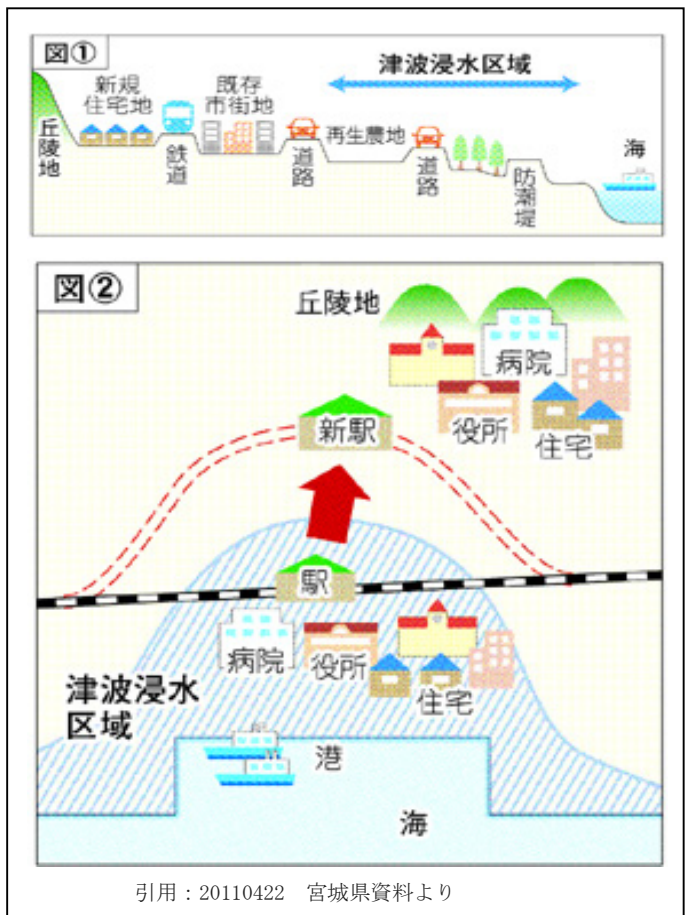 図①
津波浸水区域
新規
住宅地
既存
市街地
丘陵地
鉄道
道路
再生農地
道路
防潮堤
海
図②
丘陵地
病院
役所
住宅
新駅
駅
病院
役所
住宅
津波浸水
区域
港
海
引用:20110422 宮城県資料より